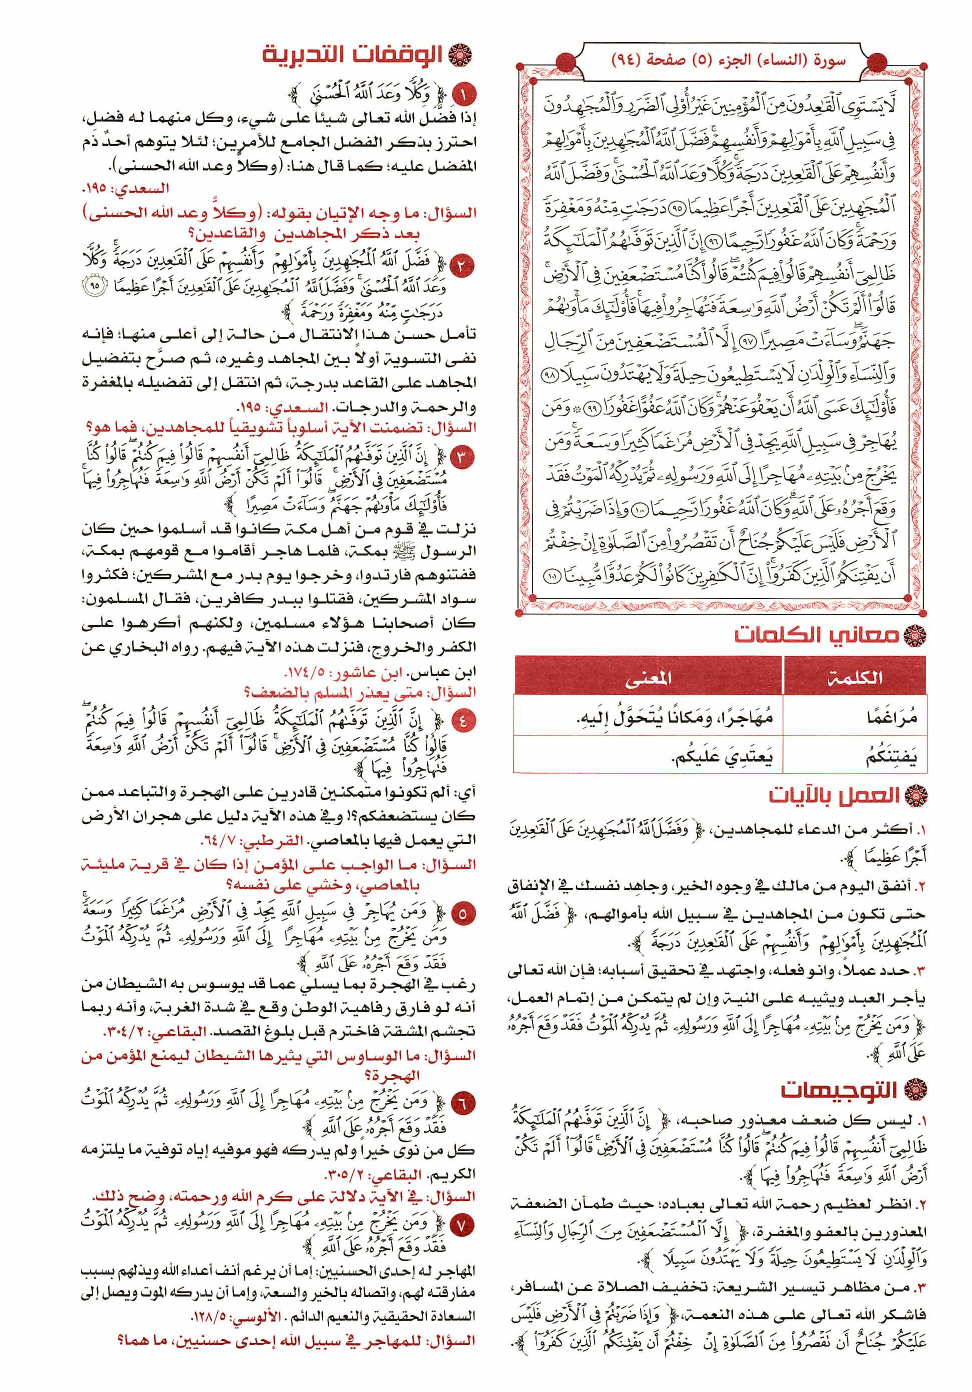 سورة (النساء) الجزء (٥) صفحة (٩٤)
لَّا يَسْتَوِى الْقَاعِدُونَ مِنَ الْمُؤْمِنِينَ غَيْرُ أُوْلِى الضَّرَرِ وَالْمُجَاهِدُونَ
فِى سَبِيلِ اللَّهِ بِأَمْوَالِهِمْ وَأَنفُسِهِمْ ۚ فَضَّلَ اللَّهُ الْمُجَاهِدِينَ بِأَمْوَالِهِمْ
وَأَنفُسِهِمْ عَلَى الْقَاعِدِينَ دَرَجَةً ۚ وَكُلًّا وَعَدَ اللَّهُ الْحُسْنَىٰ ۚ وَفَضَّلَ اللَّهُ
الْمُجَاهِدِينَ عَلَى الْقَاعِدِينَ أَجْرًا عَظِيمًا ٩٥ دَرَجَاتٍ مِّنْهُ وَمَغْفِرَةً
وَرَحْمَةً ۚ وَكَانَ اللَّهُ غَفُورًا رَّحِيمًا ٩٦ إِنَّ الَّذِينَ تَوَفَّاهُمُ الْمَلَائِكَةُ
ظَالِمِى أَنفُسِهِمْ قَالُوا فِيمَ كُنتُمْ ۖ قَالُوا كُنَّا مُسْتَضْعَفِينَ فِى الْأَرْضِ ۚ
قَالُوا أَلَمْ تَكُنْ أَرْضُ اللَّهِ وَاسِعَةً فَتُهَاجِرُوا فِيهَا ۚ فَأُولَٰئِكَ مَأْوَاهُمْ
جَهَنَّمُ ۖ وَسَاءَتْ مَصِيرًا ٩٧ إِلَّا الْمُسْتَضْعَفِينَ مِنَ الرِّجَالِ
وَالنِّسَاءِ وَالْوِلْدَانِ لَا يَسْتَطِيعُونَ حِيلَةً وَلَا يَهْتَدُونَ سَبِيلًا ٩٨
فَأُولَٰئِكَ عَسَى اللَّهُ أَن يَعْفُوَ عَنْهُمْ ۚ وَكَانَ اللَّهُ عَفُوًّا غَفُورًا ٩٩ ۞ وَمَن
يُهَاجِرْ فِى سَبِيلِ اللَّهِ يَجِدْ فِى الْأَرْضِ مُرَاغَمًا كَثِيرًا وَسَعَةً ۚ وَمَن
يَخْرُجْ مِن بَيْتِهِ مُهَاجِرًا إِلَى اللَّهِ وَرَسُولِهِ ثُمَّ يُدْرِكْهُ الْمَوْتُ فَقَدْ
وَقَعَ أَجْرُهُ عَلَى اللَّهِ ۗ وَكَانَ اللَّهُ غَفُورًا رَّحِيمًا ١٠٠ وَإِذَا ضَرَبْتُمْ فِى
الْأَرْضِ فَلَيْسَ عَلَيْكُمْ جُنَاحٌ أَن تَقْصُرُوا مِنَ الصَّلَاةِ إِنْ خِفْتُمْ
أَن يَفْتِنَكُمُ الَّذِينَ كَفَرُوا ۚ إِنَّ الْكَافِرِينَ كَانُوا لَكُمْ عَدُوًّا مُّبِينًا ١٠١
معاني الكلمات
الكلمة المعنى
مُرَاغَمًا مُهَاجَرًا، وَمَكَانًا يُتَحَوَّلُ إِلَيهِ.
يَفتِنَكُمُ يَعتَدِيَ عَلَيكُم.
العمل بالآيات
١. أكثر من الدعاء للمجاهدين، ﴿ وَفَضَّلَ اللَّهُ الْمُجَاهِدِينَ عَلَى الْقَاعِدِينَ
أَجْرًا عَظِيمًا ﴾.
٢. أنفق اليوم من مالك في وجوه الخير، وجاهد نفسك في الإنفاق
حتى تكون من المجاهدين في سبيل الله بأموالهم، ﴿ فَضَّلَ اللَّهُ
الْمُجَاهِدِينَ بِأَمْوَالِهِمْ وَأَنفُسِهِمْ عَلَى الْقَاعِدِينَ دَرَجَةً ﴾.
٣. حدد عملاً، وانو فعله، واجتهد في تحقيق أسبابه؛ فإن الله تعالى
يأجر العبد ويثيبه على النية وإن لم يتمكن من إتمام العمل،
﴿ وَمَن يَخْرُجْ مِنْ بَيْتِهِ مُهَاجِرًا إِلَى اللَّهِ وَرَسُولِهِ ثُمَّ يُدْرِكْهُ الْمَوْتُ فَقَدْ وَقَعَ أَجْرُهُ
عَلَى اللَّهِ ﴾.
التوجيهات
١. ليس كل ضعف معذور صاحبه، ﴿ إِنَّ الَّذِينَ تَوَفَّاهُمُ الْمَلَائِكَةُ
ظَالِمِي أَنفُسِهِمْ قَالُوا فِيمَ كُنتُمْ ۖ قَالُوا كُنَّا مُسْتَضْعَفِينَ فِي الْأَرْضِ ۚ قَالُوا أَلَمْ تَكُنْ
أَرْضُ اللَّهِ وَاسِعَةً فَتُهَاجِرُوا فِيهَا ﴾.
٢. انظر لعظيم رحمة الله تعالى بعباده؛ حيث طمأن الضعفة
المعذورين بالعفو والمغفرة، ﴿ إِلَّا الْمُسْتَضْعَفِينَ مِنَ الرِّجَالِ وَالنِّسَاءِ
وَالْوِلْدَانِ لَا يَسْتَطِيعُونَ حِيلَةً وَلَا يَهْتَدُونَ سَبِيلًا ﴾.
٣. من مظاهر تيسير الشريعة: تخفيف الصلاة عن المسافر،
فاشكر الله تعالى على هذه النعمة، ﴿ وَإِذَا ضَرَبْتُمْ فِي الْأَرْضِ فَلَيْسَ
عَلَيْكُمْ جُنَاحٌ أَن تَقْصُرُوا مِنَ الصَّلَاةِ إِنْ خِفْتُمْ أَن يَفْتِنَكُمُ الَّذِينَ كَفَرُوا ﴾.
الوقفات التدبرية
١ ﴿ وَكُلًّا وَعَدَ اللَّهُ الْحُسْنَىٰ ﴾
إذا فضَّل الله تعالى شيئاً على شيء، وكل منهما له فضل،
احترز بذكر الفضل الجامع للأمرين؛ لئلا يتوهم أحدٌ ذَم
المفضل عليه؛ كما قال هنا: (وكلاًّ وعد الله الحسنى).
السعدي: ١٩٥.
السؤال: ما وجه الإتيان بقوله: (وكلاًّ وعد الله الحسنى)
بعد ذكر المجاهدين والقاعدين؟
٢ ﴿ فَضَّلَ اللَّهُ الْمُجَاهِدِينَ بِأَمْوَالِهِمْ وَأَنفُسِهِمْ عَلَى الْقَاعِدِينَ دَرَجَةً ۚ وَكُلًّا
وَعَدَ اللَّهُ الْحُسْنَىٰ ۚ وَفَضَّلَ اللَّهُ الْمُجَاهِدِينَ عَلَى الْقَاعِدِينَ أَجْرًا عَظِيمًا ٩٥
دَرَجَاتٍ مِّنْهُ وَمَغْفِرَةً وَرَحْمَةً ﴾
تأمل حسن هذا الانتقال من حالة إلى أعلى منها؛ فإنه
نفى التسوية أولاً بين المجاهد وغيره، ثم صرَّح بتفضيل
المجاهد على القاعد بدرجة، ثم انتقل إلى تفضيله بالمغفرة
والرحمة والدرجات. السعدي: ١٩٥.
السؤال: تضمنت الآية أسلوباً تشويقياً للمجاهدين، فما هو؟
٣ ﴿ إِنَّ الَّذِينَ تَوَفَّاهُمُ الْمَلَائِكَةُ ظَالِمِي أَنفُسِهِمْ قَالُوا فِيمَ كُنتُمْ ۖ قَالُوا كُنَّا
مُسْتَضْعَفِينَ فِي الْأَرْضِ ۚ قَالُوا أَلَمْ تَكُنْ أَرْضُ اللَّهِ وَاسِعَةً فَتُهَاجِرُوا فِيهَا ۚ
فَأُولَٰئِكَ مَأْوَاهُمْ جَهَنَّمُ ۖ وَسَاءَتْ مَصِيرًا ﴾
نزلت في قوم من أهل مكة كانوا قد أسلموا حين كان
الرسول ﷺ بمكة، فلما هاجر أقاموا مع قومهم بمكة،
ففتنوهم فارتدوا، وخرجوا يوم بدر مع المشركين؛ فكثروا
سواد المشركين، فقتلوا ببدر كافرين، فقال المسلمون:
كان أصحابنا هؤلاء مسلمين، ولكنهم أكرهوا على
الكفر والخروج، فنزلت هذه الآية فيهم. رواه البخاري عن
ابن عباس. ابن عاشور: ١٧٤/٥.
السؤال: متى يعذر المسلم بالضعف؟
٤ ﴿ إِنَّ الَّذِينَ تَوَفَّاهُمُ الْمَلَائِكَةُ ظَالِمِي أَنفُسِهِمْ قَالُوا فِيمَ كُنتُمْ ۖ
قَالُوا كُنَّا مُسْتَضْعَفِينَ فِي الْأَرْضِ ۚ قَالُوا أَلَمْ تَكُنْ أَرْضُ اللَّهِ وَاسِعَةً
فَتُهَاجِرُوا فِيهَا ﴾
أي: ألم تكونوا متمكنين قادرين على الهجرة والتباعد ممن
كان يستضعفكم؟! وفي هذه الآية دليل على هجران الأرض
التي يعمل فيها بالمعاصي. القرطبي: ٦٤/٧.
السؤال: ما الواجب على المؤمن إذا كان في قرية مليئة
بالمعاصي، وخشي على نفسه؟
٥ ﴿ وَمَن يُهَاجِرْ فِي سَبِيلِ اللَّهِ يَجِدْ فِي الْأَرْضِ مُرَاغَمًا كَثِيرًا وَسَعَةً ۚ
وَمَن يَخْرُجْ مِنْ بَيْتِهِ مُهَاجِرًا إِلَى اللَّهِ وَرَسُولِهِ ثُمَّ يُدْرِكْهُ الْمَوْتُ
فَقَدْ وَقَعَ أَجْرُهُ عَلَى اللَّهِ ﴾
رغب في الهجرة بما يسلي عما قد يوسوس به الشيطان من
أنه لو فارق رفاهية الوطن وقع في شدة الغربة، وأنه ربما
تجشم المشقة فاخترم قبل بلوغ القصد. البقاعي: ٣٠٤/٢.
السؤال: ما الوساوس التي يثيرها الشيطان ليمنع المؤمن من
الهجرة؟
٦ ﴿ وَمَن يَخْرُجْ مِنْ بَيْتِهِ مُهَاجِرًا إِلَى اللَّهِ وَرَسُولِهِ ثُمَّ يُدْرِكْهُ الْمَوْتُ
فَقَدْ وَقَعَ أَجْرُهُ عَلَى اللَّهِ ﴾
كل من نوى خيراً ولم يدركه فهو موفيه إياه توفية ما يلتزمه
الكريم. البقاعي: ٣٠٥/٢.
السؤال: في الآية دلالة على كرم الله ورحمته، وضح ذلك.
٧ ﴿ وَمَن يَخْرُجْ مِنْ بَيْتِهِ مُهَاجِرًا إِلَى اللَّهِ وَرَسُولِهِ ثُمَّ يُدْرِكْهُ الْمَوْتُ
فَقَدْ وَقَعَ أَجْرُهُ عَلَى اللَّهِ ﴾
المهاجر له إحدى الحسنيين: إما أن يرغم أنف أعداء الله ويذلهم بسبب
مفارقته لهم، واتصاله بالخير والسعة، وإما أن يدركه الموت ويصل إلى
السعادة الحقيقية والنعيم الدائم. الألوسي: ١٢٨/٥.
السؤال: للمهاجر في سبيل الله إحدى حسنيين، ما هما؟